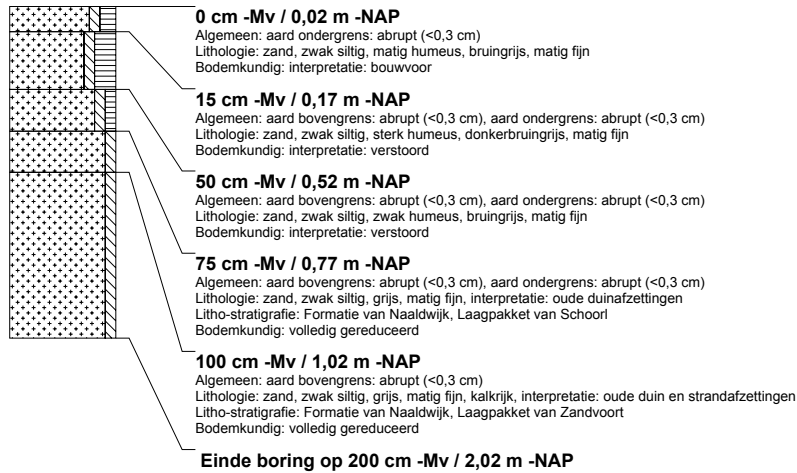 0 cm -Mv / 0,02 m -NAP
Algemeen: aard ondergrens: abrupt (<0,3 cm)
Lithologie: zand, zwak siltig, matig humeus, bruingrijs, matig fijn
Bodemkundig: interpretatie: bouwvoor
15 cm -Mv / 0,17 m -NAP
Algemeen: aard bovengrens: abrupt (<0,3 cm), aard ondergrens: abrupt (<0,3 cm)
Lithologie: zand, zwak siltig, sterk humeus, donkerbruingrijs, matig fijn
Bodemkundig: interpretatie: verstoord
50 cm -Mv / 0,52 m -NAP
Algemeen: aard bovengrens: abrupt (<0,3 cm), aard ondergrens: abrupt (<0,3 cm)
Lithologie: zand, zwak siltig, zwak humeus, bruingrijs, matig fijn
Bodemkundig: interpretatie: verstoord
75 cm -Mv / 0,77 m -NAP
Algemeen: aard bovengrens: abrupt (<0,3 cm), aard ondergrens: abrupt (<0,3 cm)
Lithologie: zand, zwak siltig, grijs, matig fijn, interpretatie: oude duinafzettingen
Litho-stratigrafie: Formatie van Naaldwijk, Laagpakket van Schoorl
Bodemkundig: volledig gereduceerd
100 cm -Mv / 1,02 m -NAP
Algemeen: aard bovengrens: abrupt (<0,3 cm)
Lithologie: zand, zwak siltig, grijs, matig fijn, kalkrijk, interpretatie: oude duin en strandafzettingen
Litho-stratigrafie: Formatie van Naaldwijk, Laagpakket van Zandvoort
Bodemkundig: volledig gereduceerd
Einde boring op 200 cm -Mv / 2,02 m -NAP